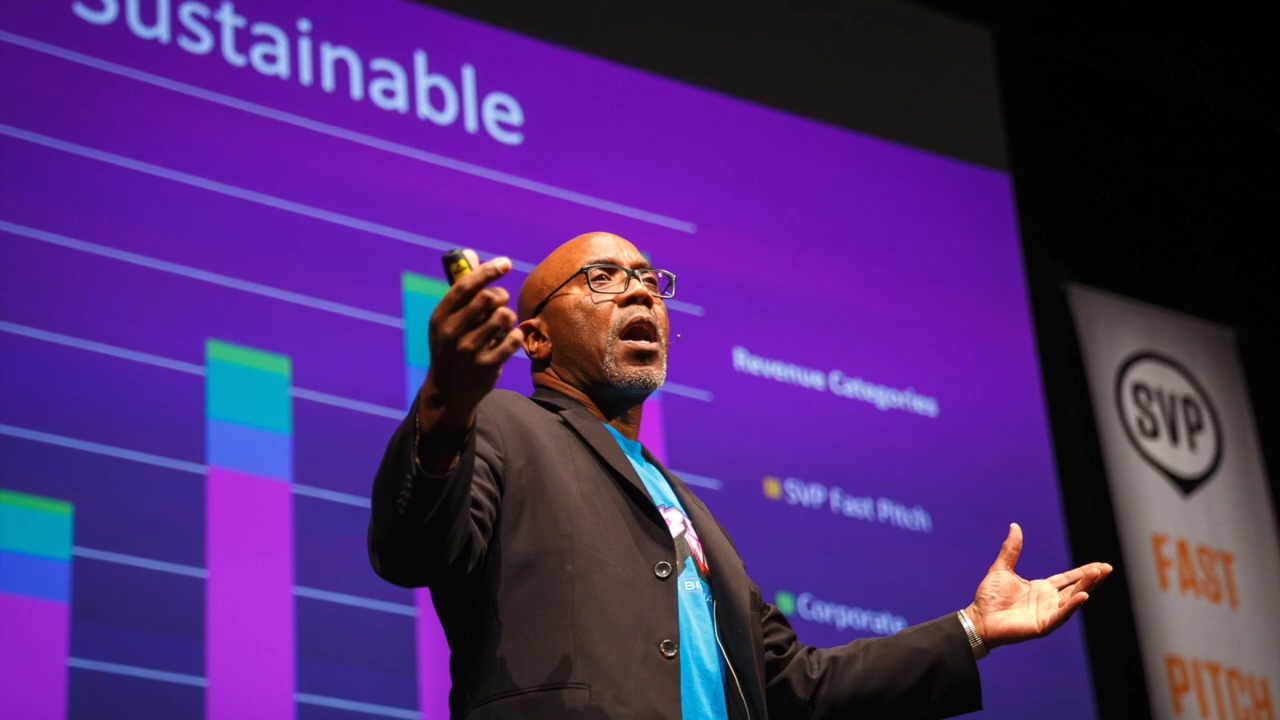 Sustainable
Revenue Categories
SVP Fast Pitch
Corporate
SVP
FAST
PITCH